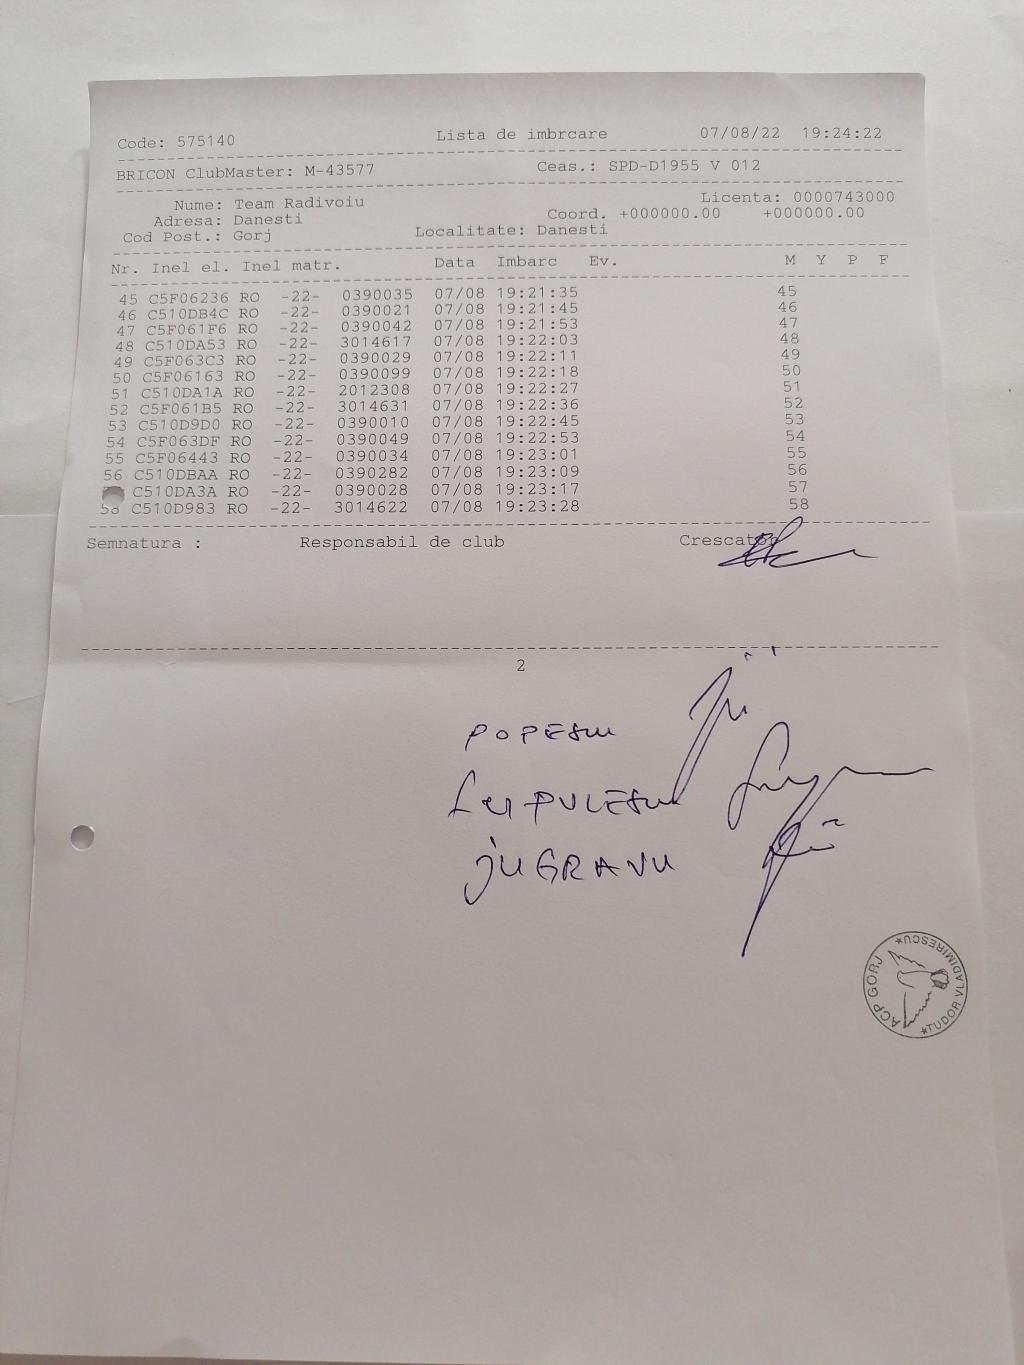 Code: 575140 Lista de imbrcare 07/08/22 19:24:22
BRICON ClubMaster: M-43577 Ceas.: SPD-D1955 V 012
Nume: Team Radivoiu Licenta: 0000743000
Adresa: Danesti Coord. +000000.00 +000000.00
Cod Post.: Gorj Localitate: Danesti
Nr. Inel el. Inel matr. Data Imbarc Ev. M Y P F
45 C5F06236 RO -22- 0390035 07/08 19:21:35 45
46 C510DB4C RO -22- 0390021 07/08 19:21:45 46
47 C5F061F6 RO -22- 0390042 07/08 19:21:53 47
48 C510DA53 RO -22- 3014617 07/08 19:22:03 48
49 C5F063C3 RO -22- 0390029 07/08 19:22:11 49
50 C5F06163 RO -22- 0390099 07/08 19:22:18 50
51 C510DA1A RO -22- 2012308 07/08 19:22:27 51
52 C5F061B5 RO -22- 3014631 07/08 19:22:36 52
53 C510D9D0 RO -22- 0390010 07/08 19:22:45 53
54 C5F063DF RO -22- 0390049 07/08 19:22:53 54
55 C5F06443 RO -22- 0390034 07/08 19:23:01 55
56 C510DBAA RO -22- 0390282 07/08 19:23:09 56
C510DA3A RO -22- 0390028 07/08 19:23:17 57
58 C510D983 RO -22- 3014622 07/08 19:23:28 58
Semnatura : Responsabil de club Crescator
2
POPESCU
JUGRAVU
ACP GORJ *TUDOR VLADIMIRESCU*